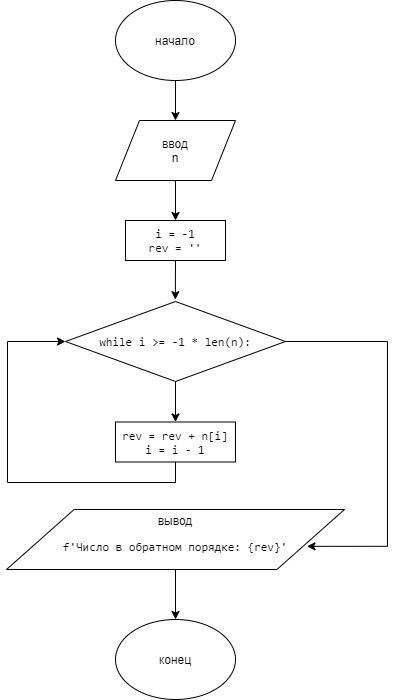 начало
ввод
n
i = -1
rev = ''
while i >= -1 * len(n):
rev = rev + n[i]
i = i - 1
вывод
f'Число в обратном порядке: {rev}'
конец